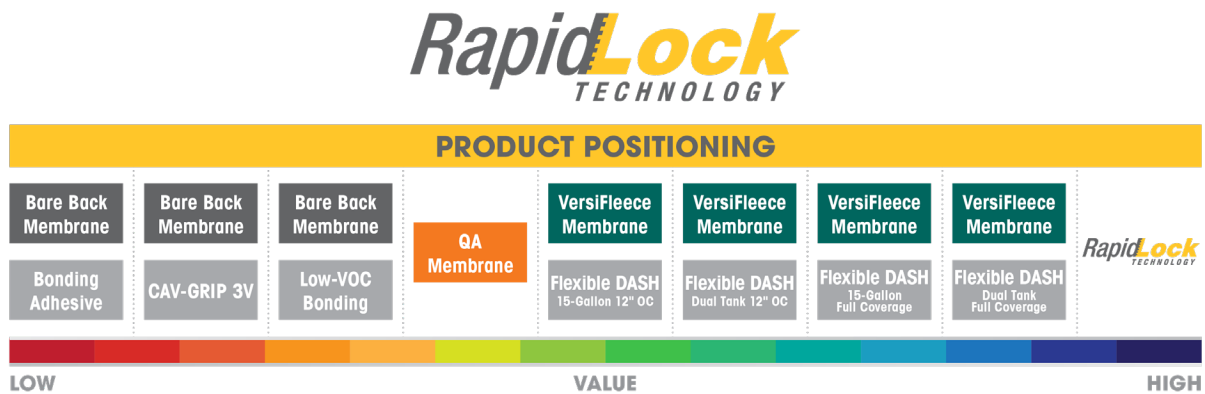 RapidLock
TECHNOLOGY
PRODUCT POSITIONING
Bare Back
Membrane
Bonding
Adhesive
Bare Back
Membrane
CAV-GRIP 3V
Bare Back
Membrane
Low-VOC
Bonding
QA
Membrane
VersiFleece
Membrane
Flexible DASH
15-Gallon 12" OC
VersiFleece
Membrane
Flexible DASH
Dual Tank 12" OC
VersiFleece
Membrane
Flexible DASH
15-Gallon
Full Coverage
VersiFleece
Membrane
Flexible DASH
Dual Tank
Full Coverage
RapidLock
TECHNOLOGY
LOW
VALUE
HIGH